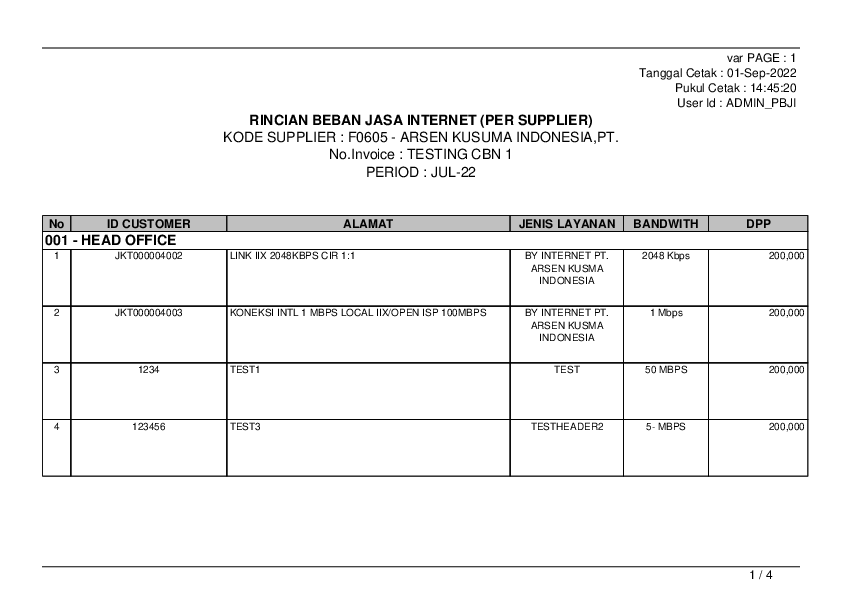 var PAGE : 1
Tanggal Cetak : 01-Sep-2022
Pukul Cetak : 14:45:20
User Id : ADMIN_PBJI
RINCIAN BEBAN JASA INTERNET (PER SUPPLIER)
KODE SUPPLIER : F0605 - ARSEN KUSUMA INDONESIA,PT.
No.Invoice : TESTING CBN 1
PERIOD : JUL-22
No ID CUSTOMER ALAMAT JENIS LAYANAN BANDWITH DPP
001 - HEAD OFFICE
1 JKT000004002 LINK IIX 2048KBPS CIR 1:1 BY INTERNET PT. 2048 Kbps 200,000
ARSEN KUSMA
INDONESIA
2 JKT000004003 KONEKSI INTL 1 MBPS LOCAL IIX/OPEN ISP 100MBPS BY INTERNET PT. 1 Mbps 200,000
ARSEN KUSMA
INDONESIA
3 1234 TEST1 TEST 50 MBPS 200,000
4 123456 TEST3 TESTHEADER2 5- MBPS 200,000
1 / 4